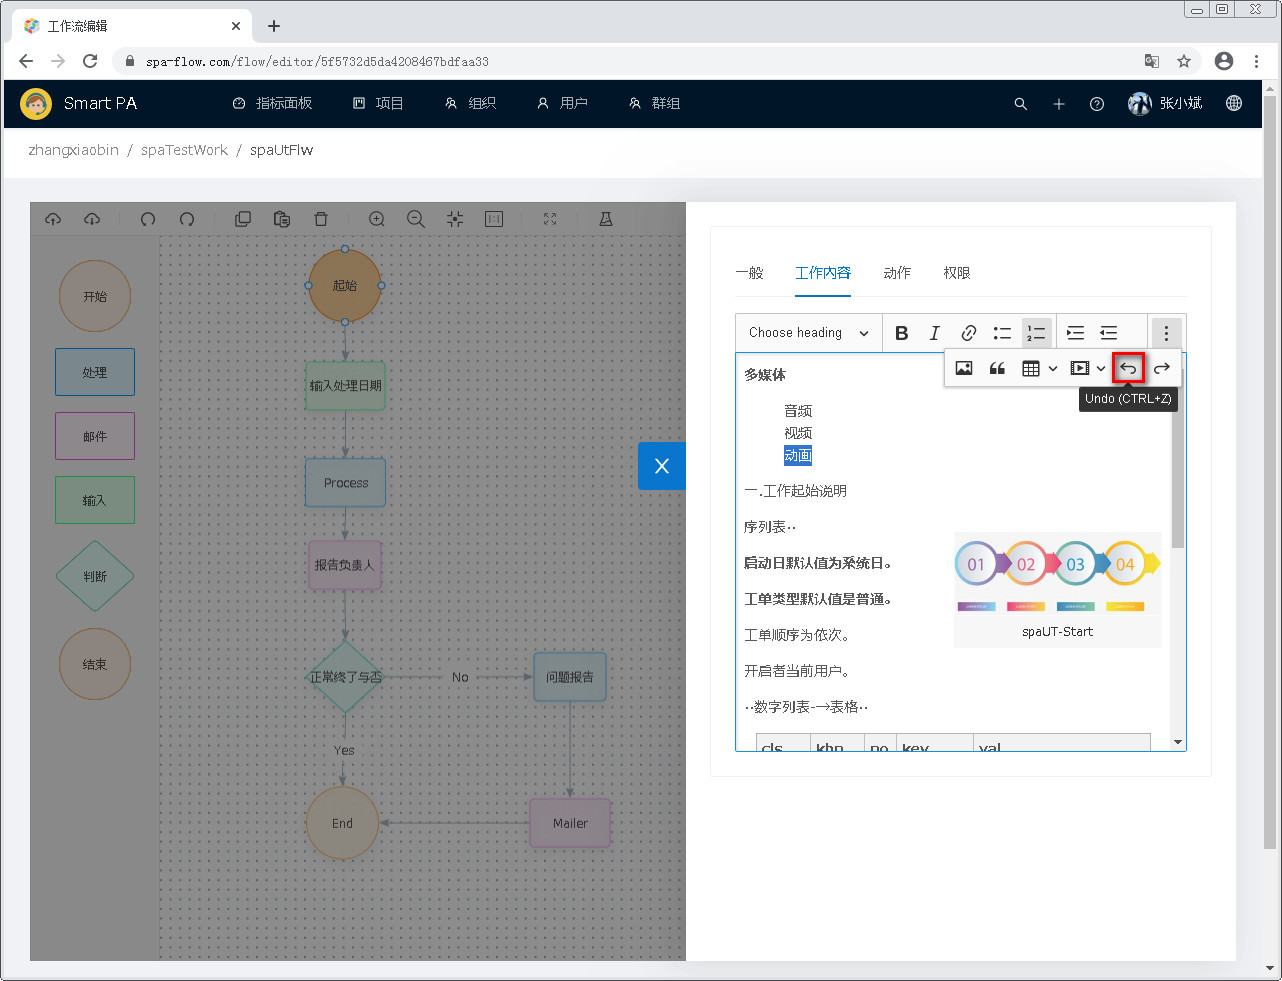 工作流编辑
spa-flow.com/flow/editor/5f5732d5da4208467bdfaa33
Smart PA
指标面板
项目
组织
用户
群组
张小斌
zhangxiaobin / spaTestWork / spaUtFlw
开始
处理
邮件
输入
判断
结束
起始
输入处理日期
Process
报告负责人
正常终了与否
No
问题报告
Yes
End
Mailer
X
一般
工作内容
动作
权限
Choose heading
Undo (CTRL+Z)
多媒体
音频
视频
动画
一.工作起始说明
序列表··
启动日默认值为系统日。
工单类型默认值是普通。
工单顺序为依次。
开启者当前用户。
01 02 03 04
spaUT-Start
··数字列表-→表格··
cls khn no key val